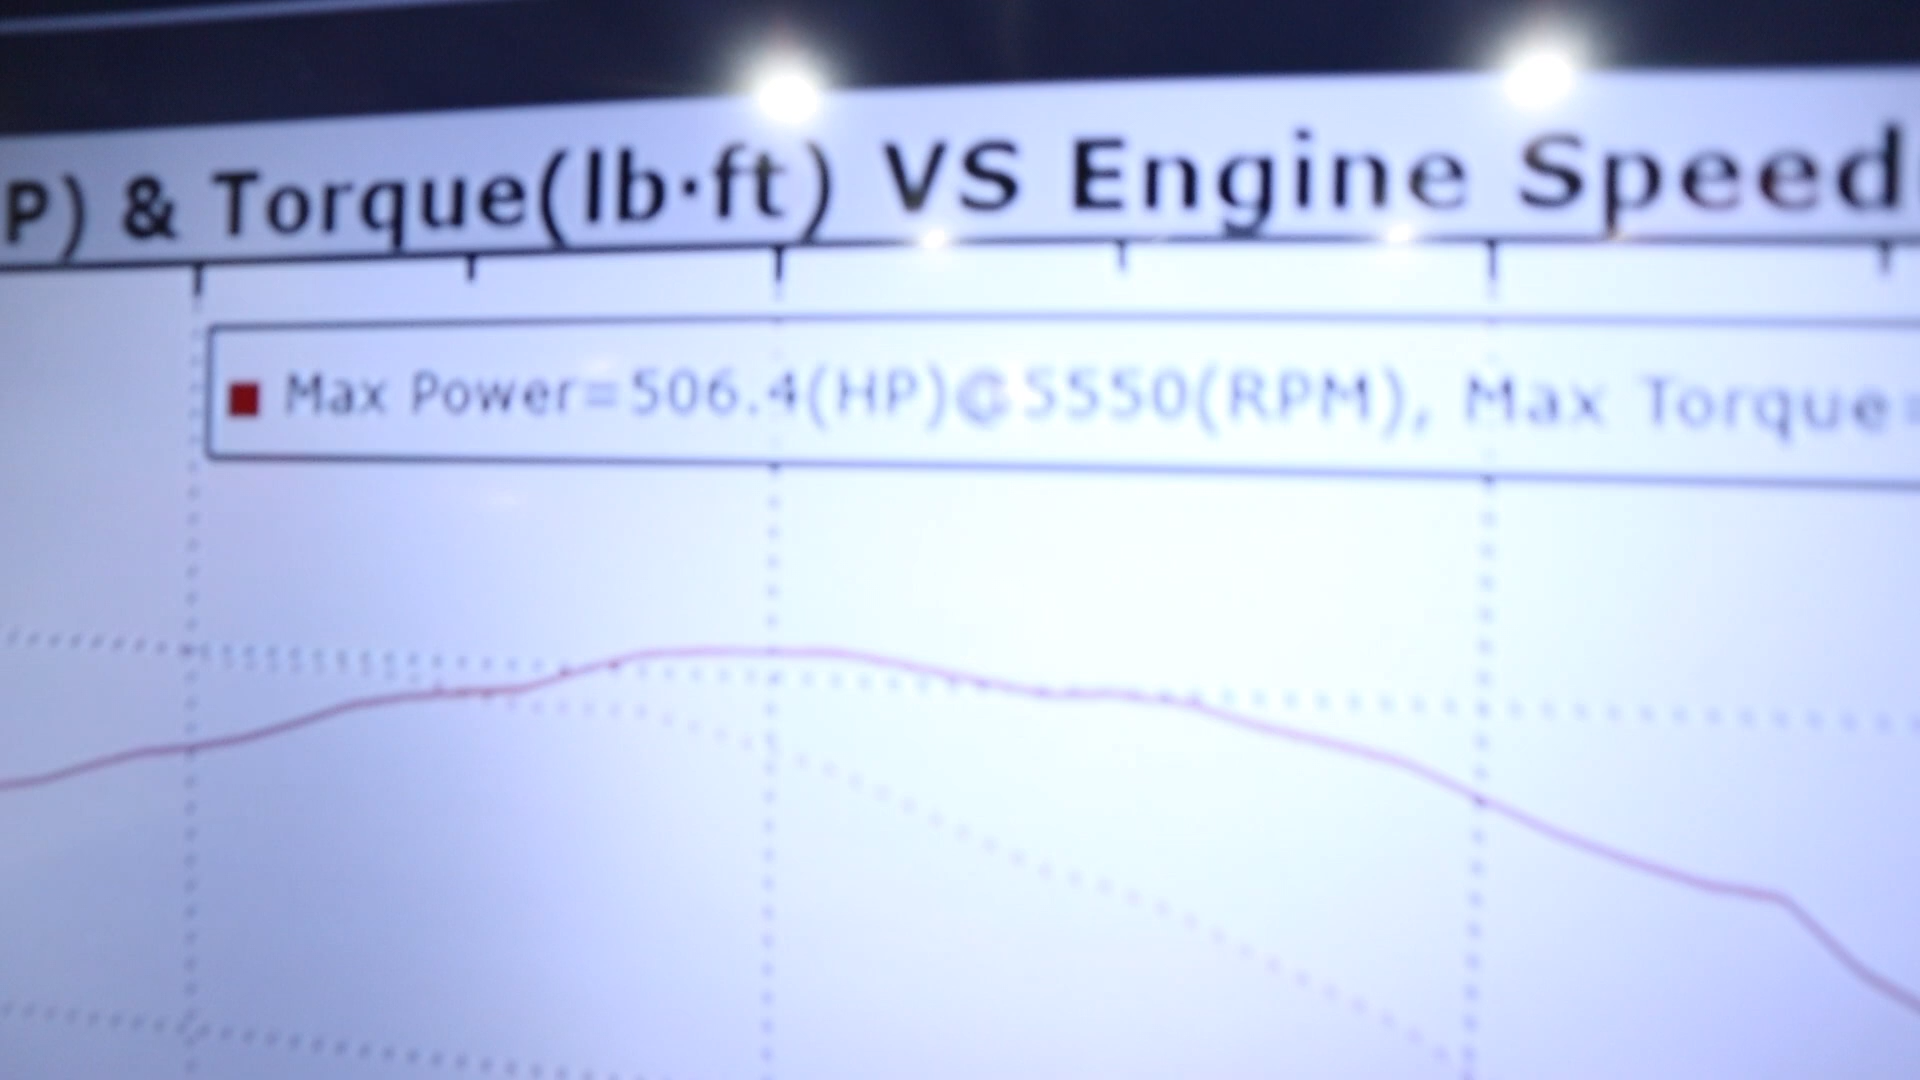 P) & Torque(lb·ft) VS Engine Speed
Max Power=506.4(HP)@5550(RPM), Max Torque=